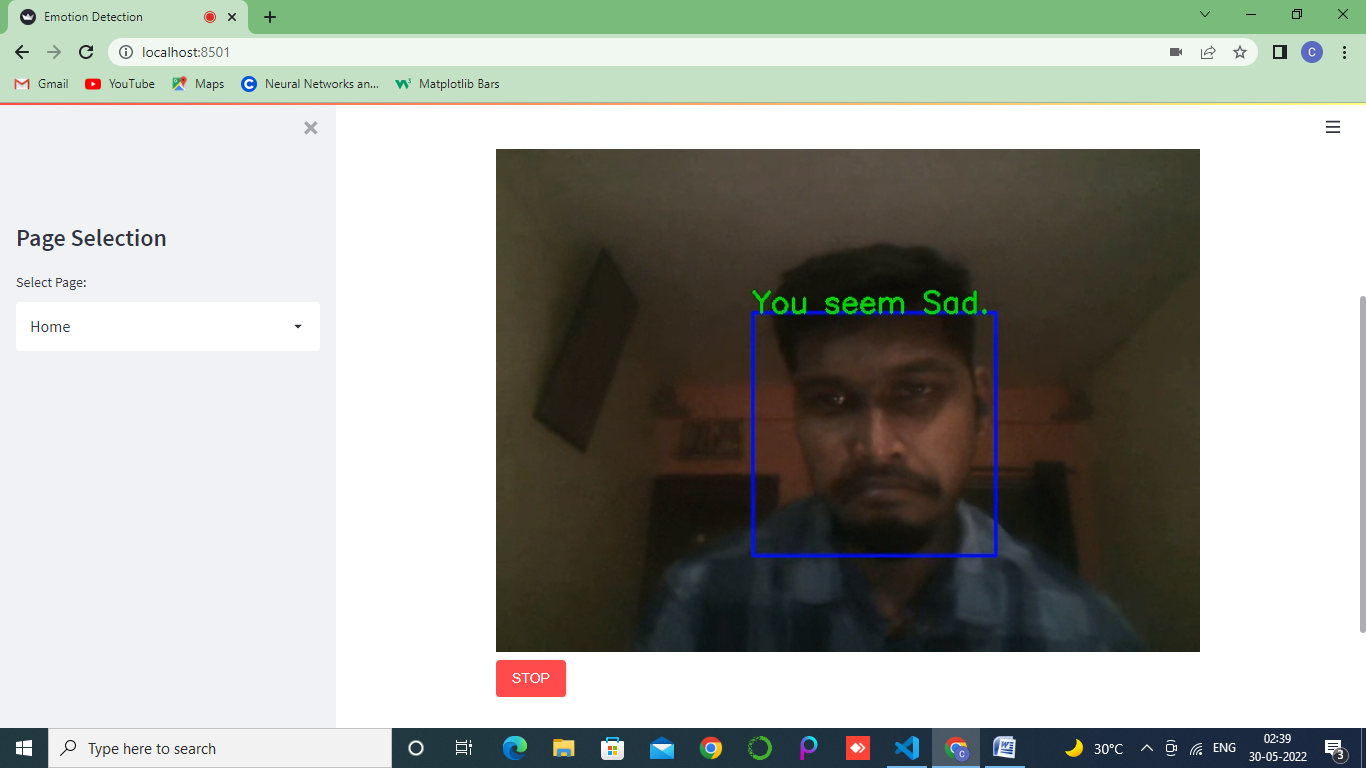 Emotion Detection
localhost:8501
C
Gmail
YouTube
Maps
Neural Networks an...
Matplotlib Bars
Page Selection
Select Page:
Home
You seem Sad.
STOP
Type here to search
30°C
ENG
02:39
30-05-2022
3